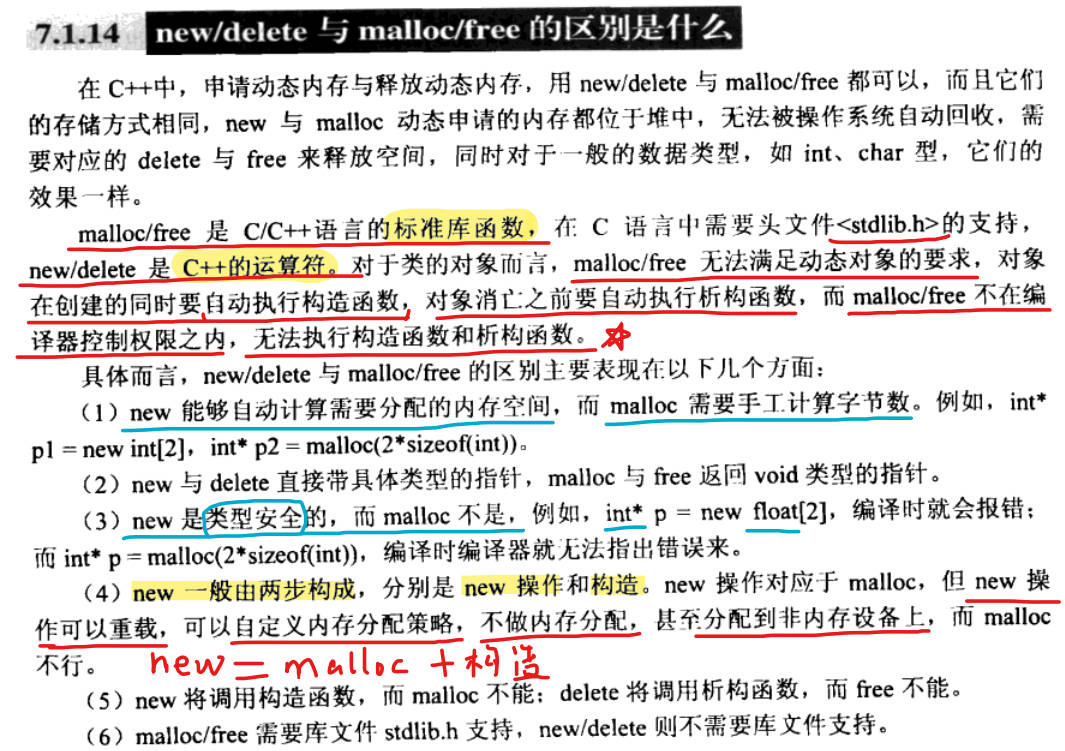 7.1.14 new/delete 与 malloc/free 的区别是什么
在 C++中，申请动态内存与释放动态内存，用 new/delete 与 malloc/free 都可以，而且它们
的存储方式相同，new 与 malloc 动态申请的内存都位于堆中，无法被操作系统自动回收，需
要对应的 delete 与 free 来释放空间，同时对于一般的数据类型，如 int、char 型，它们的
效果一样。
malloc/free 是 C/C++语言的标准库函数，在 C 语言中需要头文件<stdlib.h>的支持，
new/delete 是 C++的运算符。对于类的对象而言，malloc/free 无法满足动态对象的要求，对象
在创建的同时要自动执行构造函数，对象消亡之前要自动执行析构函数，而 malloc/free 不在编
译器控制权限之内，无法执行构造函数和析构函数。
具体而言，new/delete 与 malloc/free 的区别主要表现在以下几个方面：
（1）new 能够自动计算需要分配的内存空间，而 malloc 需要手工计算字节数。例如，int*
p1 = new int[2]，int* p2 = malloc(2*sizeof(int))。
（2）new 与 delete 直接带具体类型的指针，malloc 与 free 返回 void 类型的指针。
（3）new 是类型安全的，而 malloc 不是，例如，int* p = new float[2]，编译时就会报错；
而 int* p = malloc(2*sizeof(int))，编译时编译器就无法指出错误来。
（4）new 一般由两步构成，分别是 new 操作和构造。new 操作对应于 malloc，但 new 操
作可以重载，可以自定义内存分配策略，不做内存分配，甚至分配到非内存设备上，而 malloc
不行。 new = malloc + 构造
（5）new 将调用构造函数，而 malloc 不能；delete 将调用析构函数，而 free 不能。
（6）malloc/free 需要库文件 stdlib.h 支持，new/delete 则不需要库文件支持。